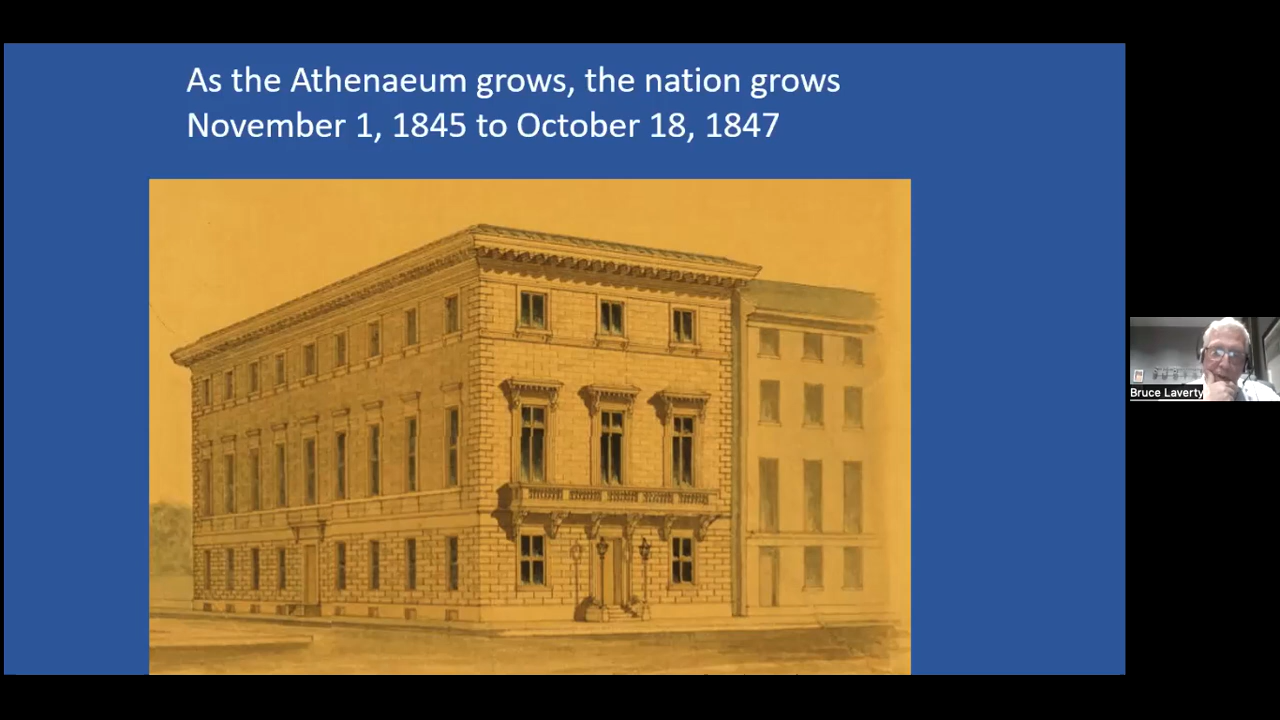 As the Athenaeum grows, the nation grows
November 1, 1845 to October 18, 1847
Bruce Laverty